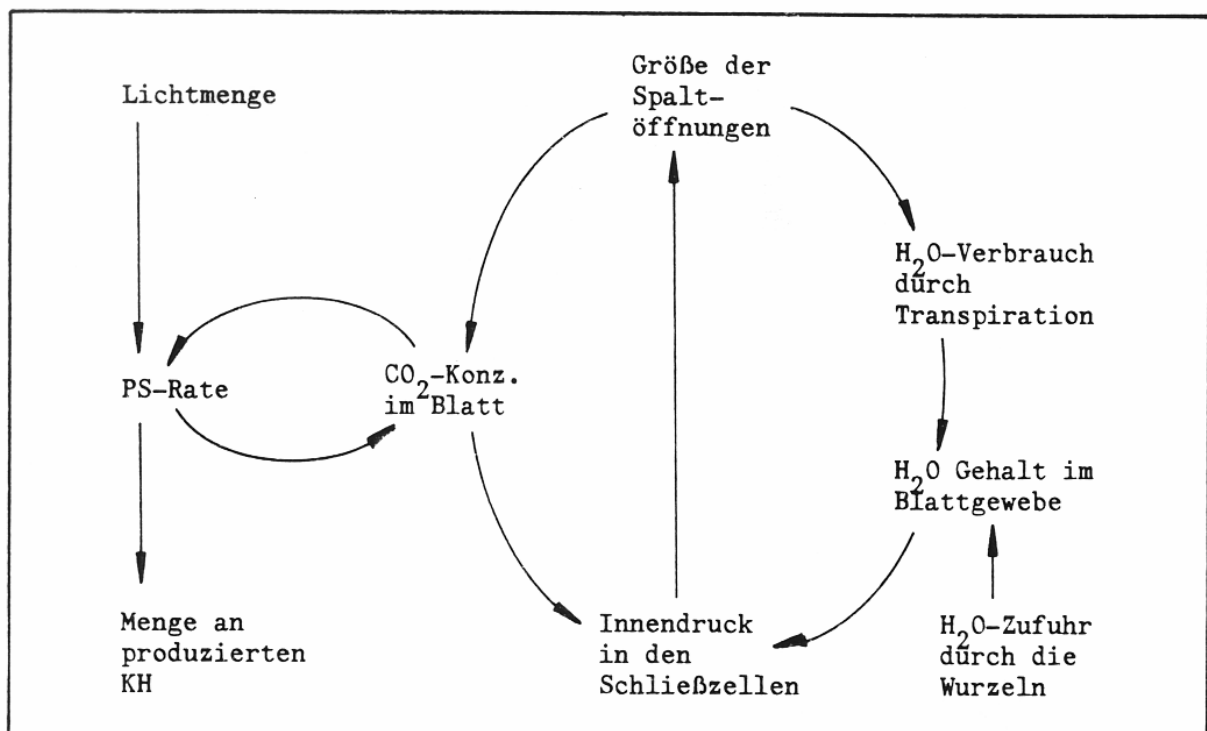 Lichtmenge
Größe der
Spalt-
öffnungen
H₂O-Verbrauch
durch
Transpiration
PS-Rate
CO₂-Konz.
im Blatt
H₂O Gehalt im
Blattgewebe
Menge an
produzierten
KH
Innendruck
in den
Schließzellen
H₂O-Zufuhr
durch die
Wurzeln